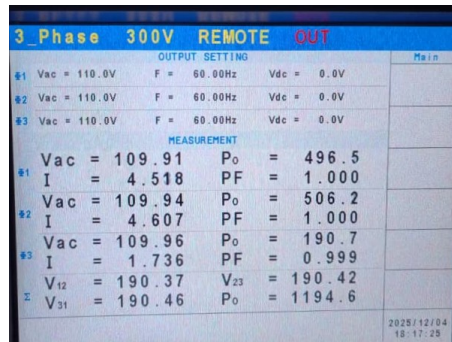 3_Phase 300V REMOTE OUT
OUTPUT SETTING
Main
Φ1 Vac = 110.0V F = 60.00Hz Vdc = 0.0V
Φ2 Vac = 110.0V F = 60.00Hz Vdc = 0.0V
Φ3 Vac = 110.0V F = 60.00Hz Vdc = 0.0V
MEASUREMENT
Φ1 Vac = 109.91 Po = 496.5
I = 4.518 PF = 1.000
Φ2 Vac = 109.94 Po = 506.2
I = 4.607 PF = 1.000
Φ3 Vac = 109.96 Po = 190.7
I = 1.736 PF = 0.999
Σ V12 = 190.37 V23 = 190.42
V31 = 190.46 Po = 1194.6
2025/12/04
18:17:25